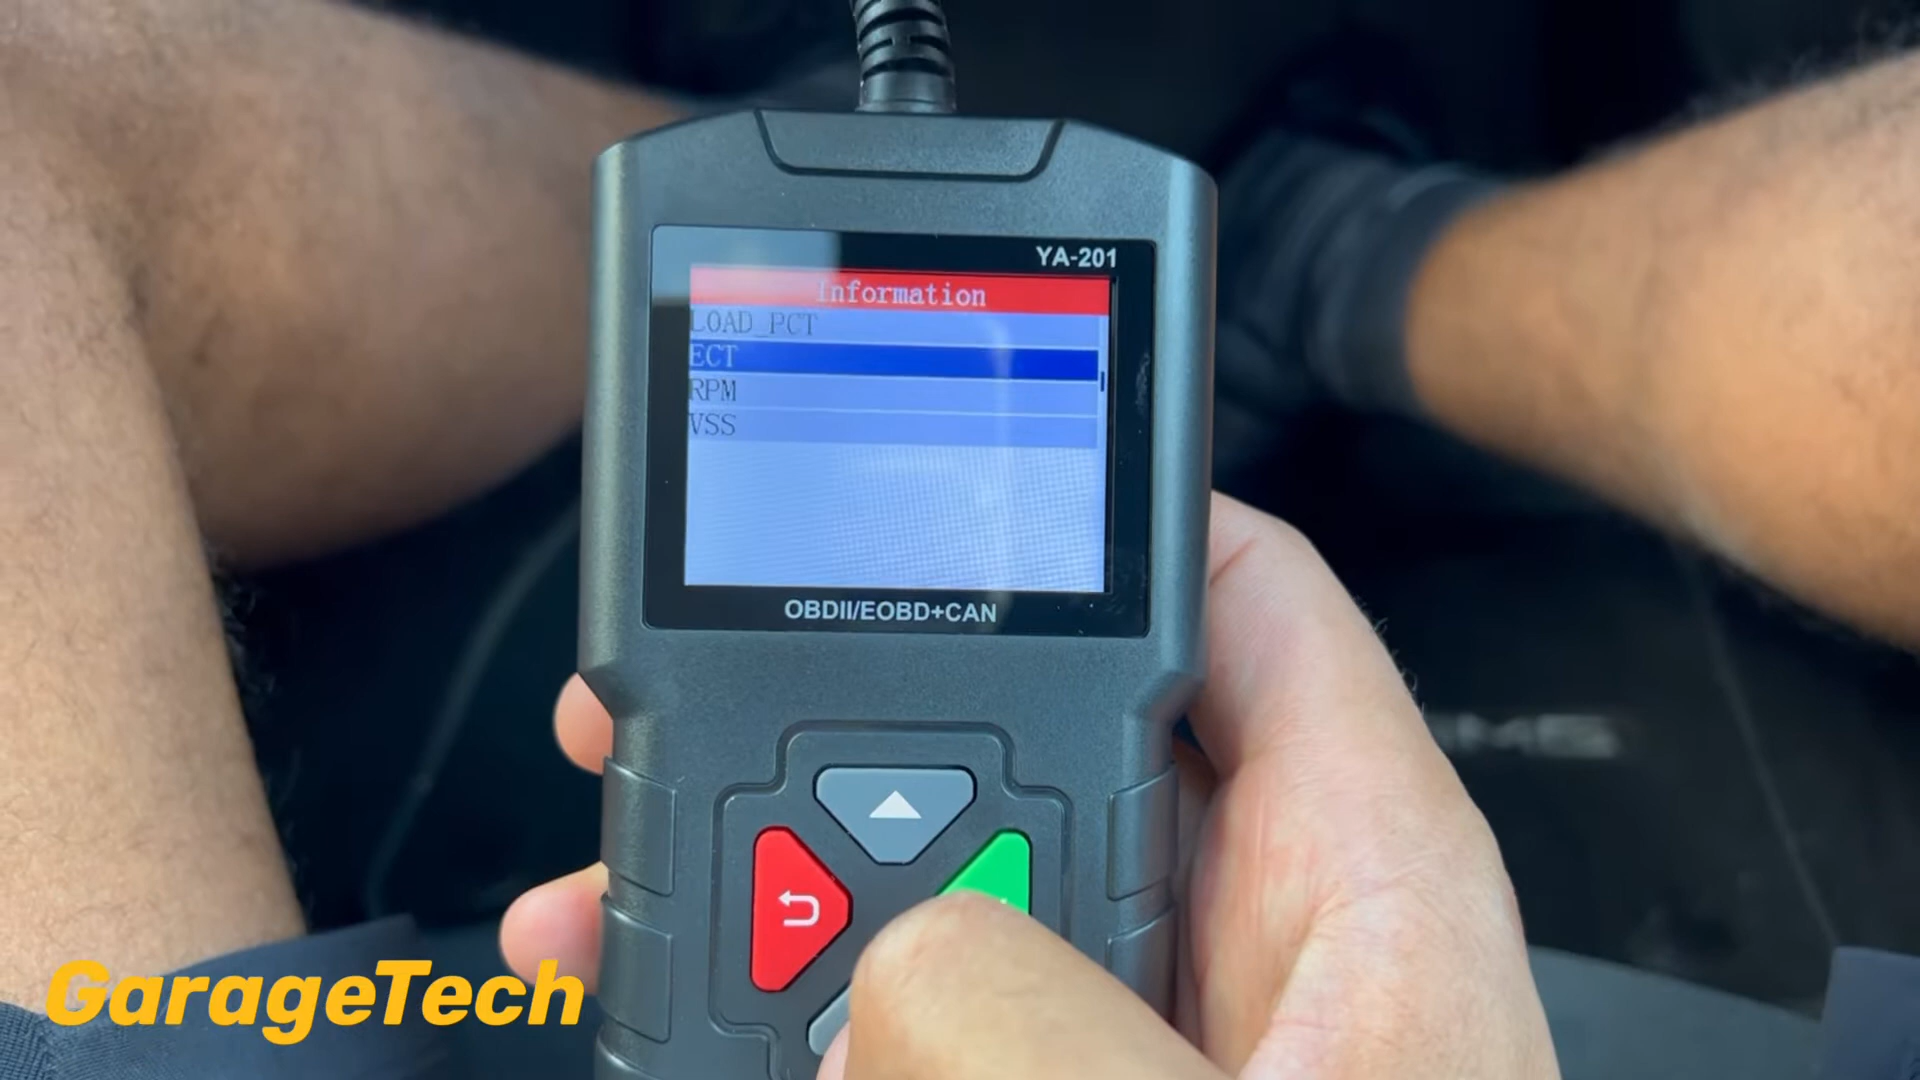 YA-201
Information
LOAD_PCT
ECT
RPM
VSS
OBDII/EOBD+CAN
GarageTech